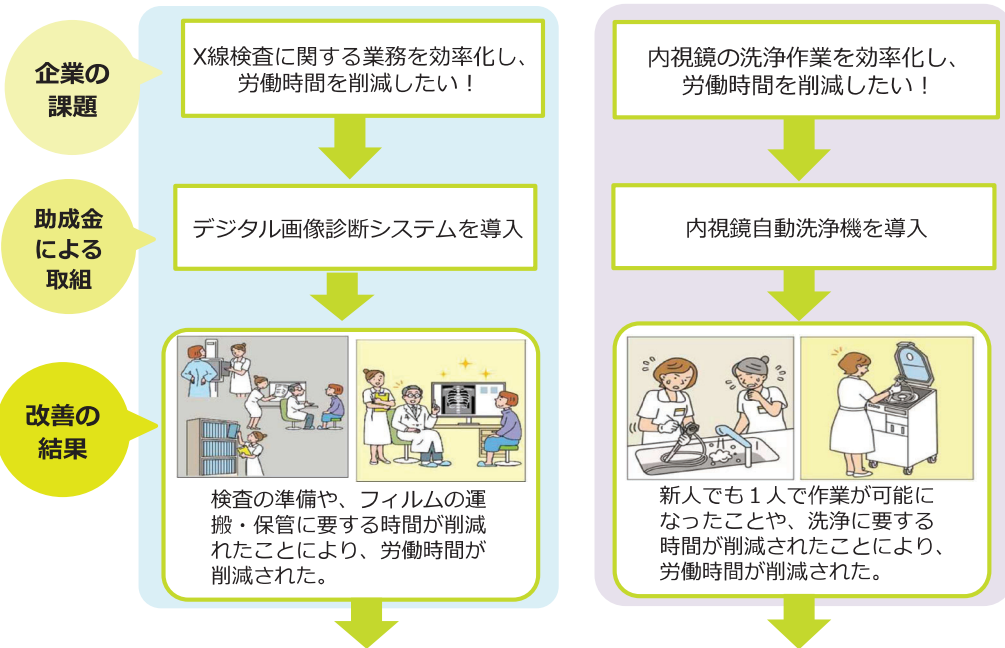 企業の
課題
X線検査に関する業務を効率化し、
労働時間を削減したい！
内視鏡の洗浄作業を効率化し、
労働時間を削減したい！
助成金
による
取組
デジタル画像診断システムを導入
内視鏡自動洗浄機を導入
改善の
結果
検査の準備や、フィルムの運
搬・保管に要する時間が削減
れたことにより、労働時間が
削減された。
新人でも１人で作業が可能に
なったことや、洗浄に要する
時間が削減されたことにより、
労働時間が削減された。